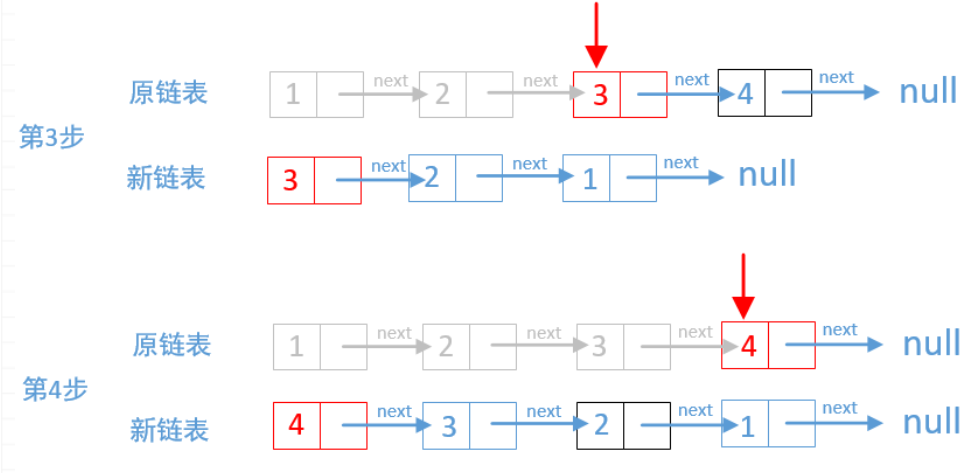 原链表 1 next 2 next 3 next 4 next null
第3步
新链表 3 next 2 next 1 next null
原链表 1 next 2 next 3 next 4 next null
第4步
新链表 4 next 3 next 2 next 1 next null